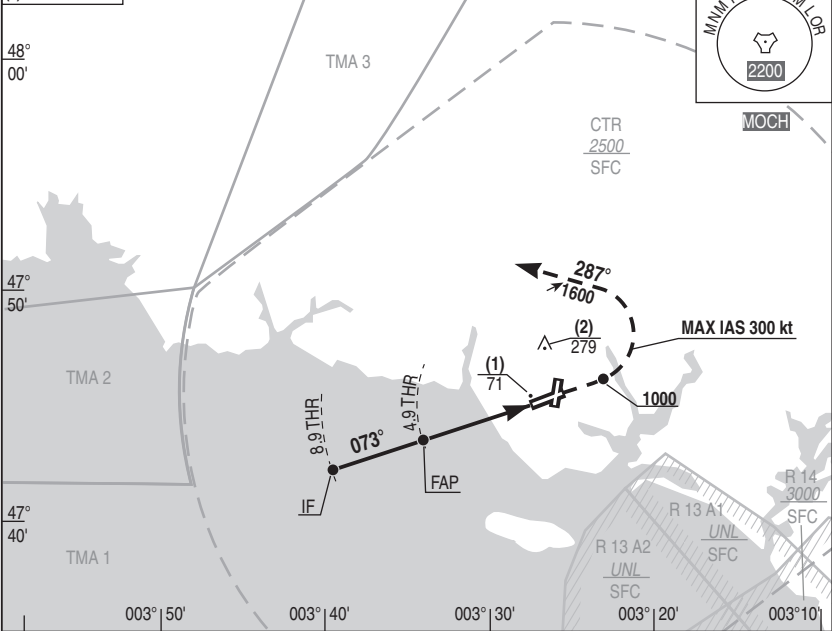 48°
00'
TMA 3
2200
CTR
2500
SFC
MOCH
47°
50'
287°
1600
MAX IAS 300 kt
(2)
279
(1)
71
1000
TMA 2
8.9 THR
4.9 THR
073°
FAP
IF
47°
40'
TMA 1
R 13 A2
UNL
SFC
R 13 A1
UNL
SFC
R 14
3000
SFC
003° 50'
003° 40'
003° 30'
003° 20'
003° 10'